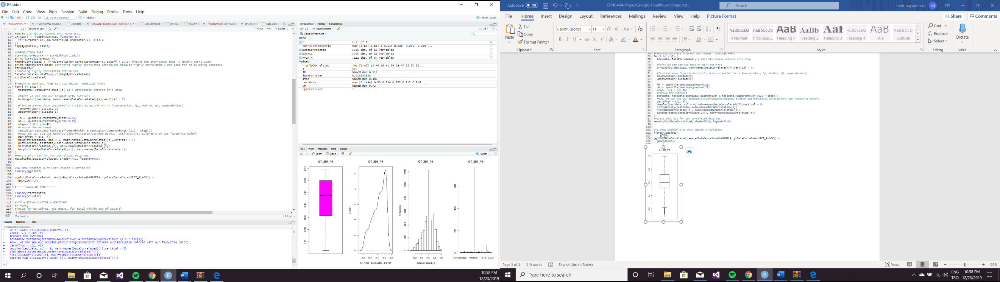 RStudio
File Edit Code View Plots Session Build Debug Profile Tools Help
Go to file/function Addins
Project: (None)
Source on Save Run Source
58 #Whole attributes turned into numeric...
59 DATAsu[] <- lapply(DATAsu, function(x){
60 if(is.factor(x)) as.numeric(as.character(x)) else x
61 })
62 sapply(DATAsu, class)
63
64 #CORRELATION PART
65 correlationMatrix <- cor(DATAsu[,1:61])
66 print(correlationMatrix)
67 highlyCorrelated <- findCorrelation(correlationMatrix, cutoff = 0.75) #found the attributes that is highly correlated
68 print(highlyCorrelated) #printing highly correlated attributes because highly correlated = not good for calculating clusters
69 str(DATAsu)
70 #removing highly correlated attributes
71 DataCorrelated<-DATAsu[,-c(highlyCorrelated)]
72 str(DataCorrelated)
73
74 #removing outliers from out attributes (OUTLIER PART)
75 for(i in 1:15) {
76 testdata<-DataCorrelated[,i] #all attributes enteres this step
77
78 #first we can see our boxplot WITH outliers
79 b<-boxplot(testdata, main=names(DataCorrelated)[i],vertical = T)
80
81 #find extremes from the boxplot's stats output(which is lowerwhisker, Q1, Median, Q3, upperwhisker)
82 lowerwhisker<-b$stats[1]
83 upperwhisker<-b$stats[5]
84
85 lh <- quantile(testdata,probs=0.25)
86 uh <- quantile(testdata,probs=0.75)
87 step<- 1.5 * (uh-lh)
88 #remove the extremes
89 testdata<-testdata[testdata>lowerwhisker & testdata<(upperwhisker-(1.5 * step))]
90 #now, we can see our boxplot/plot/histogram/barplot WITHOUT outliers(also colored with our favourite color)
91 par(mfrow = c(1, 4))
92 boxplot(testdata, col = 6, main=names(DataCorrelated)[i],vertical = T)
93 plot(density(testdata),main=names(DataCorrelated)[i])
94 hist(DataCorrelated[,i], main=names(DataCorrelated)[i])
95 barplot(table(DataCorrelated[,i]), main=names(DataCorrelated)[i])
96 }
97 #Mosaic plot but for our correlated data set
98 mosaicplot(DataCorrelated, shade=TRUE, legend=TRUE)
99
100
101 #To show scatter plot with chosen 2 variables
102 library(ggplot2)
103
104 ggplot(DataCorrelated, aes(x=DataCorrelated$AGEGE24, y=DataCorrelated$PCT_BLACK)) +
105 geom_point()
106
107 #------CLUSTER PART------
108
109 library(factoextra)
110 library(cluster)
111
112 #VISUALIZING CLUSTER ALGORITHMS
113 #K-MEANS
114 #(Note for ourselves, wss means, for total within sum of square)
115
100:1 (Top Level) R Script
Console Terminal Jobs
C:/Users/Mert/Desktop/
+ uh <- quantile(testdata,probs=0.75)
+ step<- 1.5 * (uh-lh)
+ #remove the extremes
+ testdata<-testdata[testdata>lowerwhisker & testdata<(upperwhisker-(1.5 * step))]
+ #now, we can see our boxplot/plot/histogram/barplot WITHOUT outliers(also colored with our favourite color)
+ par(mfrow = c(1, 4))
+ boxplot(testdata, col = 6, main=names(DataCorrelated)[i],vertical = T)
+ plot(density(testdata),main=names(DataCorrelated)[i])
+ hist(DataCorrelated[,i], main=names(DataCorrelated)[i])
+ barplot(table(DataCorrelated[,i]), main=names(DataCorrelated)[i])
+ }
>
Environment History Connections
Import Dataset List
Global Environment
Data
b List of 6
correlationMatrix num [1:61, 1:61] 1 0.147 0.106 -0.231 -0.259 ...
DataCorrelated 5395 obs. of 15 variables
DATAsu 5395 obs. of 61 variables
MyDATA 7112 obs. of 87 variables
Values
highlyCorrelated int [1:46] 13 46 16 41 24 14 47 56 50 59 ...
i 15L
lh Named num 0.517
lowerwhisker 0.213333338
step Named num 0.305
testdata num [1:1494] 0.53 0.524 0.352 0.512 0.516 ...
uh Named num 0.72
upperwhisker 1
Files Plots Packages Help Viewer
Zoom Export Publish
GT_25K_P9 GT_25K_P9 GT_25K_P9 GT_25K_P9
Density
Frequency
N = 1494 Bandwidth = 0.0187
DataCorrelated[, i]
10:58 PM
12/23/2019
AutoSave Off CENG464-ProjectGroup6-FinalProject-Report.d... Search mert bayramusta MB
File Home Insert Design Layout References Mailings Review View Help Picture Format Share Comments
Paste Cut Copy Format Painter
Calibri (Body) 11
AaBbCcDd AaBbCcDd AaB AaBb AaI AaBbCcDd AaB AaBbCcD
Normal No Spac... Heading 1 Heading 2 Heading 3 Heading 4 Title Subtitle
Find Replace Select Dictate
Clipboard Font Paragraph Styles Editing Voice
74 #removing outliers from out attributes (OUTLIER PART)
75 for(i in 1:15) {
76 testdata<-DataCorrelated[,i] #all attributes enteres this step
77
78 #first we can see our boxplot WITH outliers
79 b<-boxplot(testdata, main=names(DataCorrelated)[i],vertical = T)
80
81 #find extremes from the boxplot's stats output(which is lowerwhisker, Q1, Median, Q3, upperwhisker)
82 lowerwhisker<-b$stats[1]
83 upperwhisker<-b$stats[5]
84
85 lh <- quantile(testdata,probs=0.25)
86 uh <- quantile(testdata,probs=0.75)
87 step<- 1.5 * (uh-lh)
88 #remove the extremes
89 testdata<-testdata[testdata>lowerwhisker & testdata<(upperwhisker-(1.5 * step))]
90 #now, we can see our boxplot/plot/histogram/barplot WITHOUT outliers(also colored with our favourite color)
91 par(mfrow = c(1, 4))
92 boxplot(testdata, col = 6, main=names(DataCorrelated)[i],vertical = T)
93 plot(density(testdata),main=names(DataCorrelated)[i])
94 hist(DataCorrelated[,i], main=names(DataCorrelated)[i])
95 barplot(table(DataCorrelated[,i]), main=names(DataCorrelated)[i])
96 }
97 #Mosaic plot but for our correlated data set
98 mosaicplot(DataCorrelated, shade=TRUE, legend=TRUE)
99
100
101 #To show scatter plot with chosen 2 variables
102 library(ggplot2)
103
104 ggplot(DataCorrelated, aes(x=DataCorrelated$AGEGE24, y=DataCorrelated$PCT_BLACK)) +
105 geom_point()
GT_25K_P9
Page 3 of 3 319 words English (United States) Focus 100%
Type here to search
ENG 10:58 PM
TRQ 12/23/2019